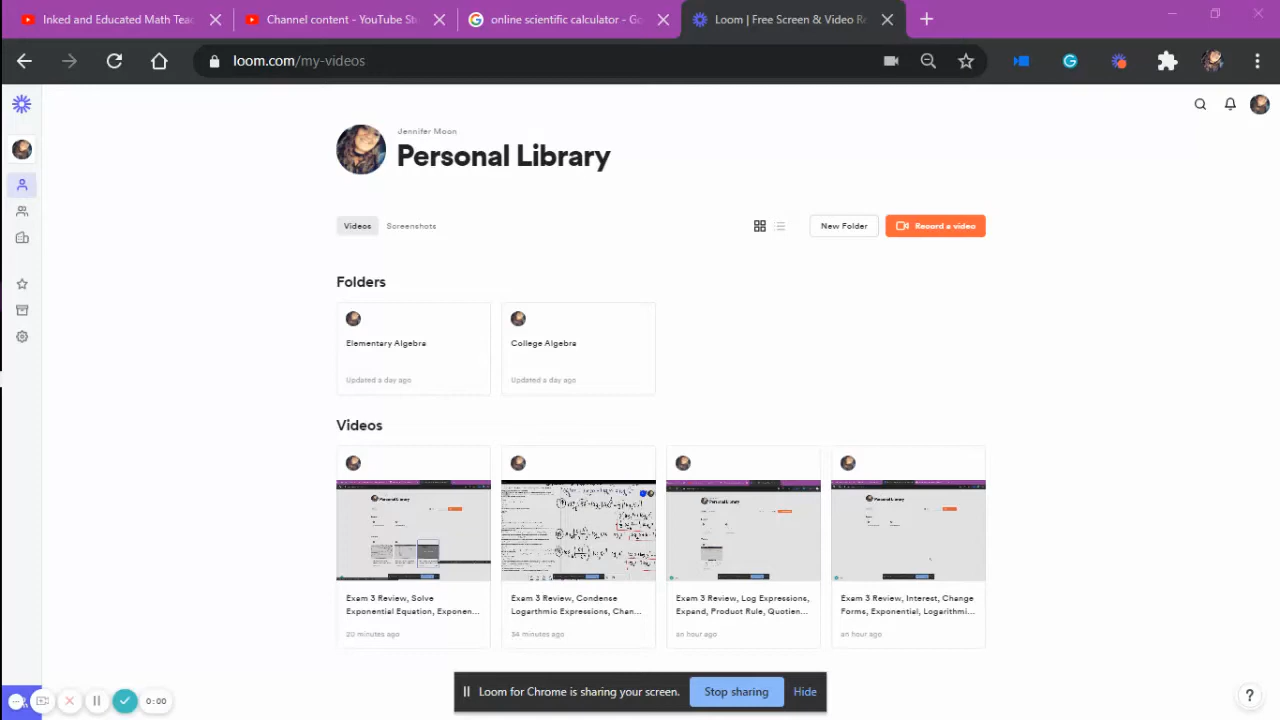 Inked and Educated Math Teac
Channel content - YouTube St
online scientific calculator - Go
Loom | Free Screen & Video Re
loom.com/my-videos
Jennifer Moon
Personal Library
Videos
Screenshots
New Folder
Record a video
Folders
Elementary Algebra
Updated a day ago
College Algebra
Updated a day ago
Videos
Exam 3 Review, Solve
Exponential Equation, Exponen...
20 minutes ago
Exam 3 Review, Condense
Logarthmic Expressions, Chan...
34 minutes ago
Exam 3 Review, Log Expressions,
Expand, Product Rule, Quotien...
an hour ago
Exam 3 Review, Interest, Change
Forms, Exponential, Logarithmi...
an hour ago
Loom for Chrome is sharing your screen.
Stop sharing
Hide
0:00
?